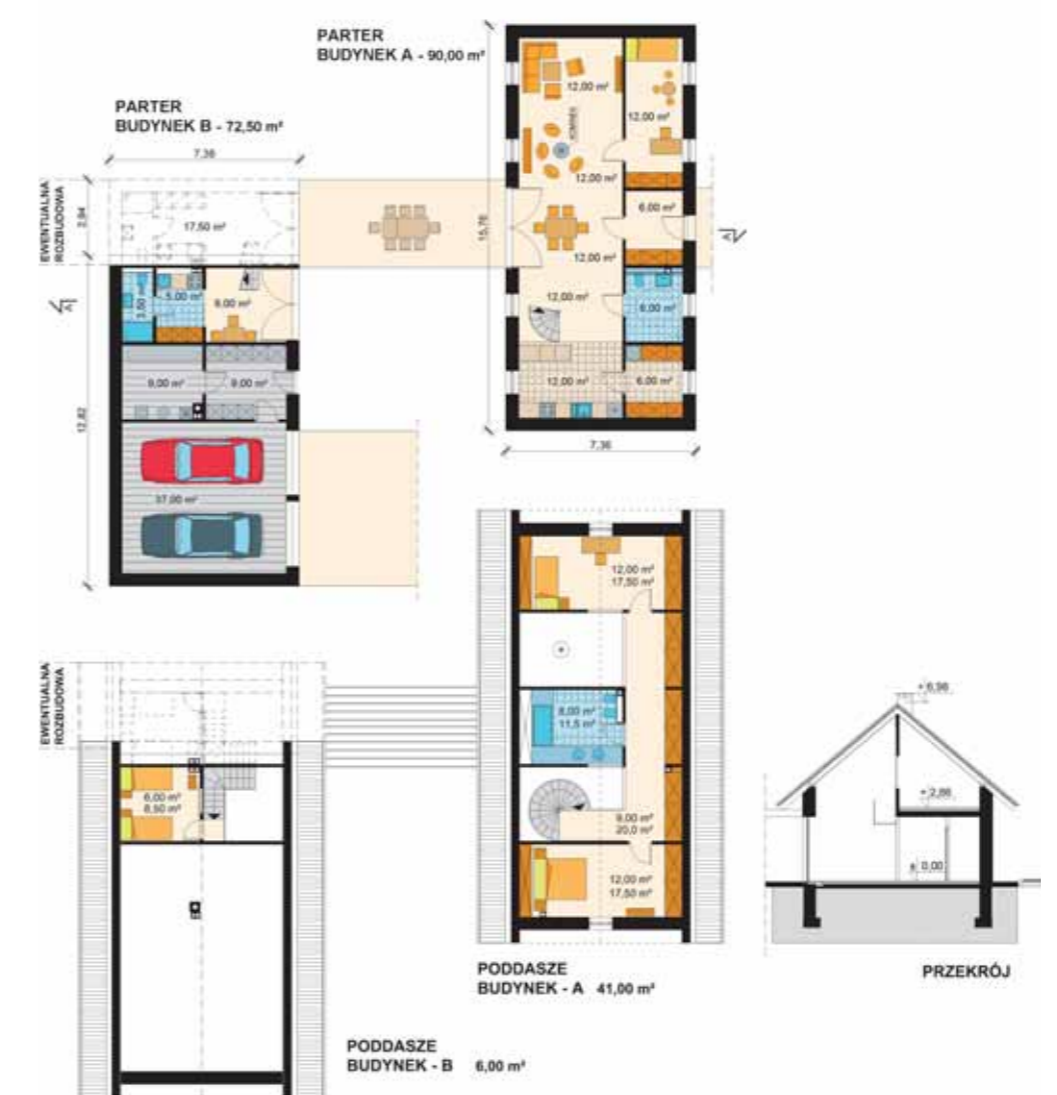 PARTER
BUDYNEK A - 90,00 m²
PARTER
BUDYNEK B - 72,50 m²
7,36
EWENTUALNA
ROZBUDOWA
2,94
17,50 m²
3,50 m²
5,00 m²
9,00 m²
9,00 m²
12,82
37,00 m²
12,00 m²
12,00 m²
KOMINEK
12,00 m²
6,00 m²
12,00 m²
12,00 m²
6,00 m²
12,00 m²
6,00 m²
15,76
7,36
12,00 m²
17,50 m²
8,00 m²
11,5 m²
9,00 m²
20,0 m²
12,00 m²
17,50 m²
PODDASZE
BUDYNEK - A 41,00 m²
EWENTUALNA
ROZBUDOWA
6,00 m²
8,50 m²
PODDASZE
BUDYNEK - B 6,00 m²
+ 6,98
+ 2,86
± 0,00
PRZEKRÓJ